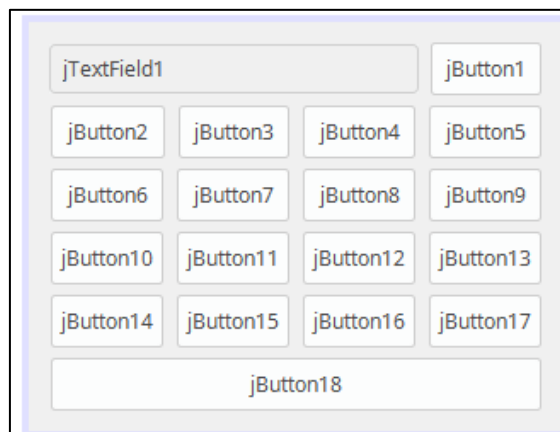 jTextField1 jButton1
jButton2 jButton3 jButton4 jButton5
jButton6 jButton7 jButton8 jButton9
jButton10 jButton11 jButton12 jButton13
jButton14 jButton15 jButton16 jButton17
jButton18